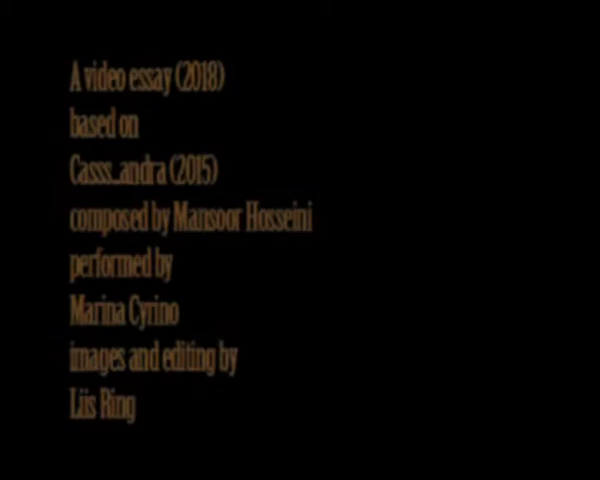 A video essay (2018)
based on
Casss...andra (2015)
composed by Mansoor Hosseini
performed by
Marina Cyrino
images and editing by
Liis Ring